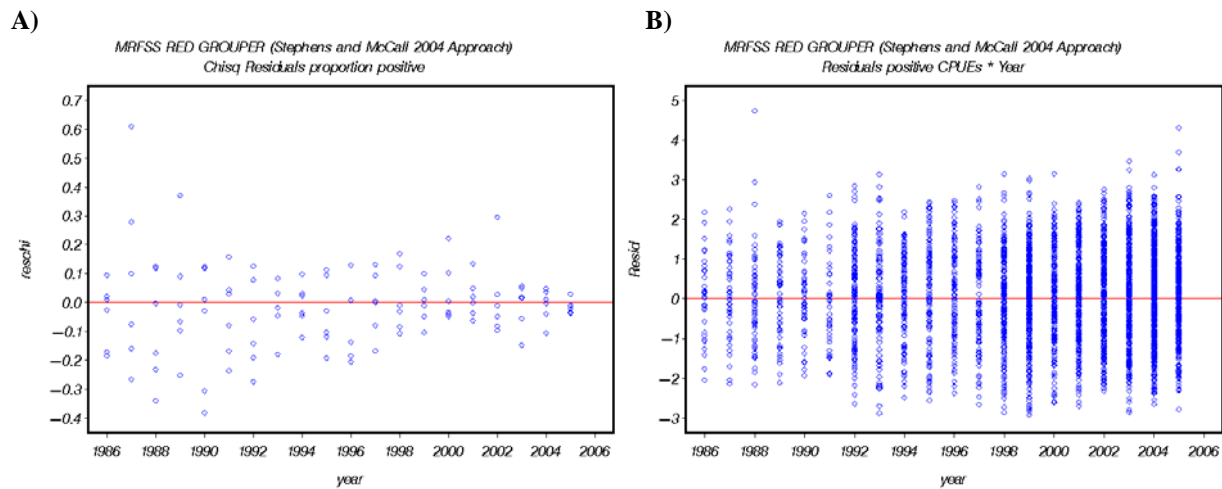 A)
MRFSS RED GROUPER (Stephens and McCall 2004 Approach)
Chisq Residuals proportion positive
0.7
0.6
0.5
0.4
0.3
0.2
0.1
0.0
−0.1
−0.2
−0.3
−0.4
reschi
1986 1988 1990 1992 1994 1996 1998 2000 2002 2004 2006
year
B)
MRFSS RED GROUPER (Stephens and McCall 2004 Approach)
Residuals positive CPUEs * Year
5
4
3
2
1
0
−1
−2
−3
Resid
1986 1988 1990 1992 1994 1996 1998 2000 2002 2004 2006
year